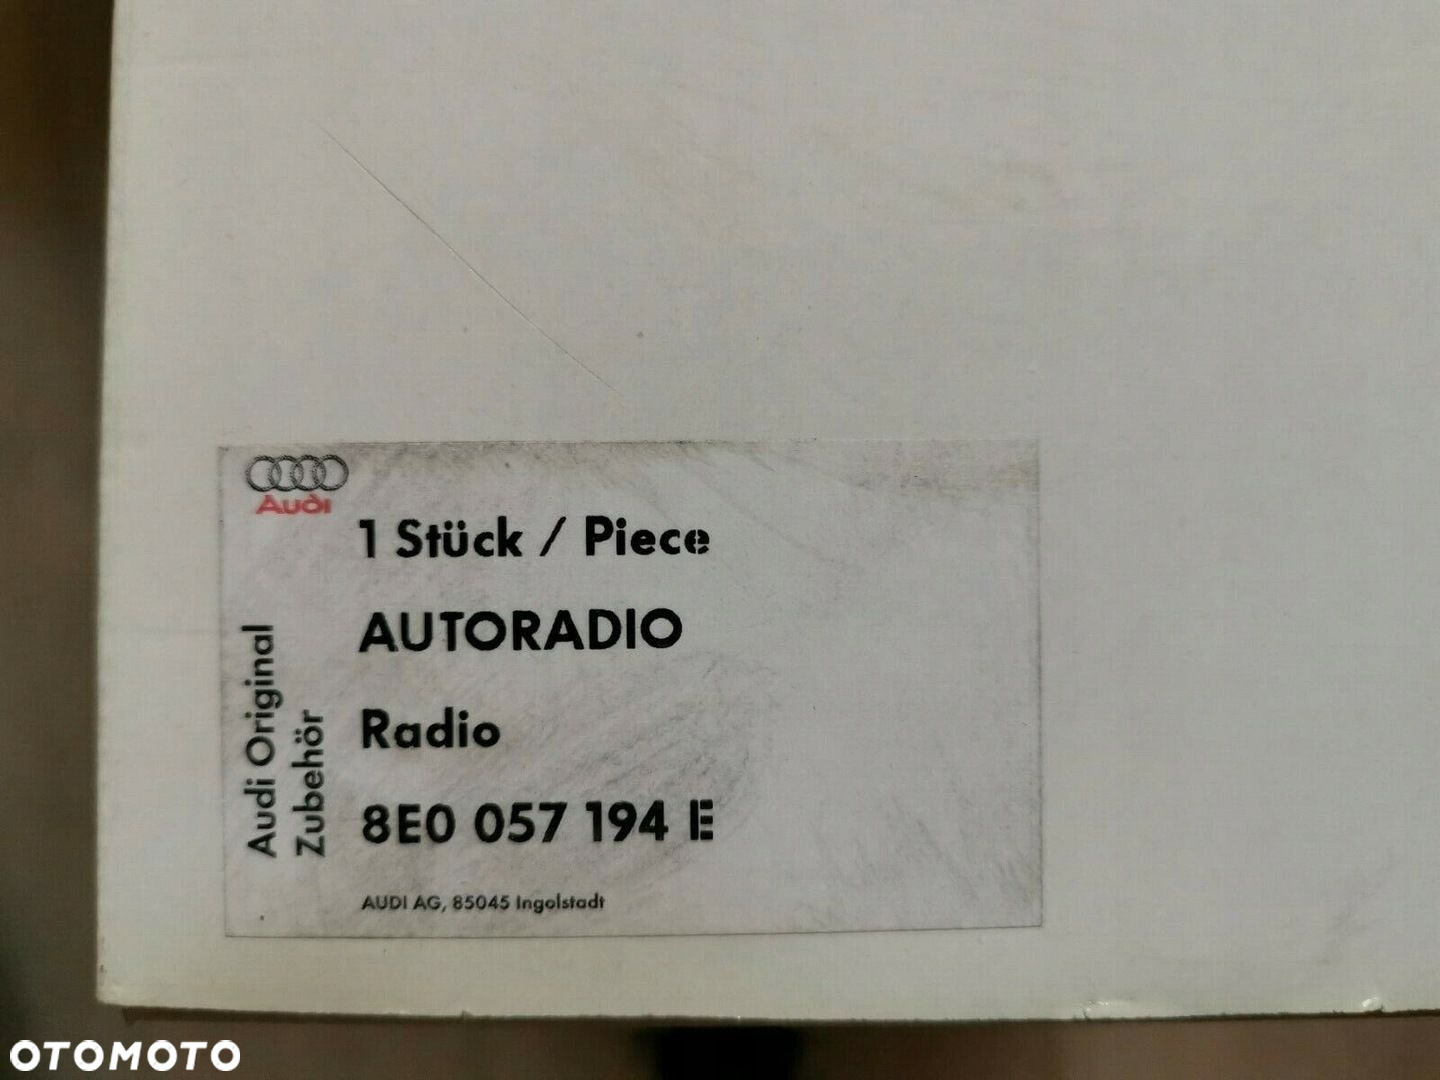 Audi
1 Stück / Piece
AUTORADIO
Radio
8E0 057 194 E
AUDI AG, 85045 Ingolstadt
Audi Original
Zubehör
OTOMOTO